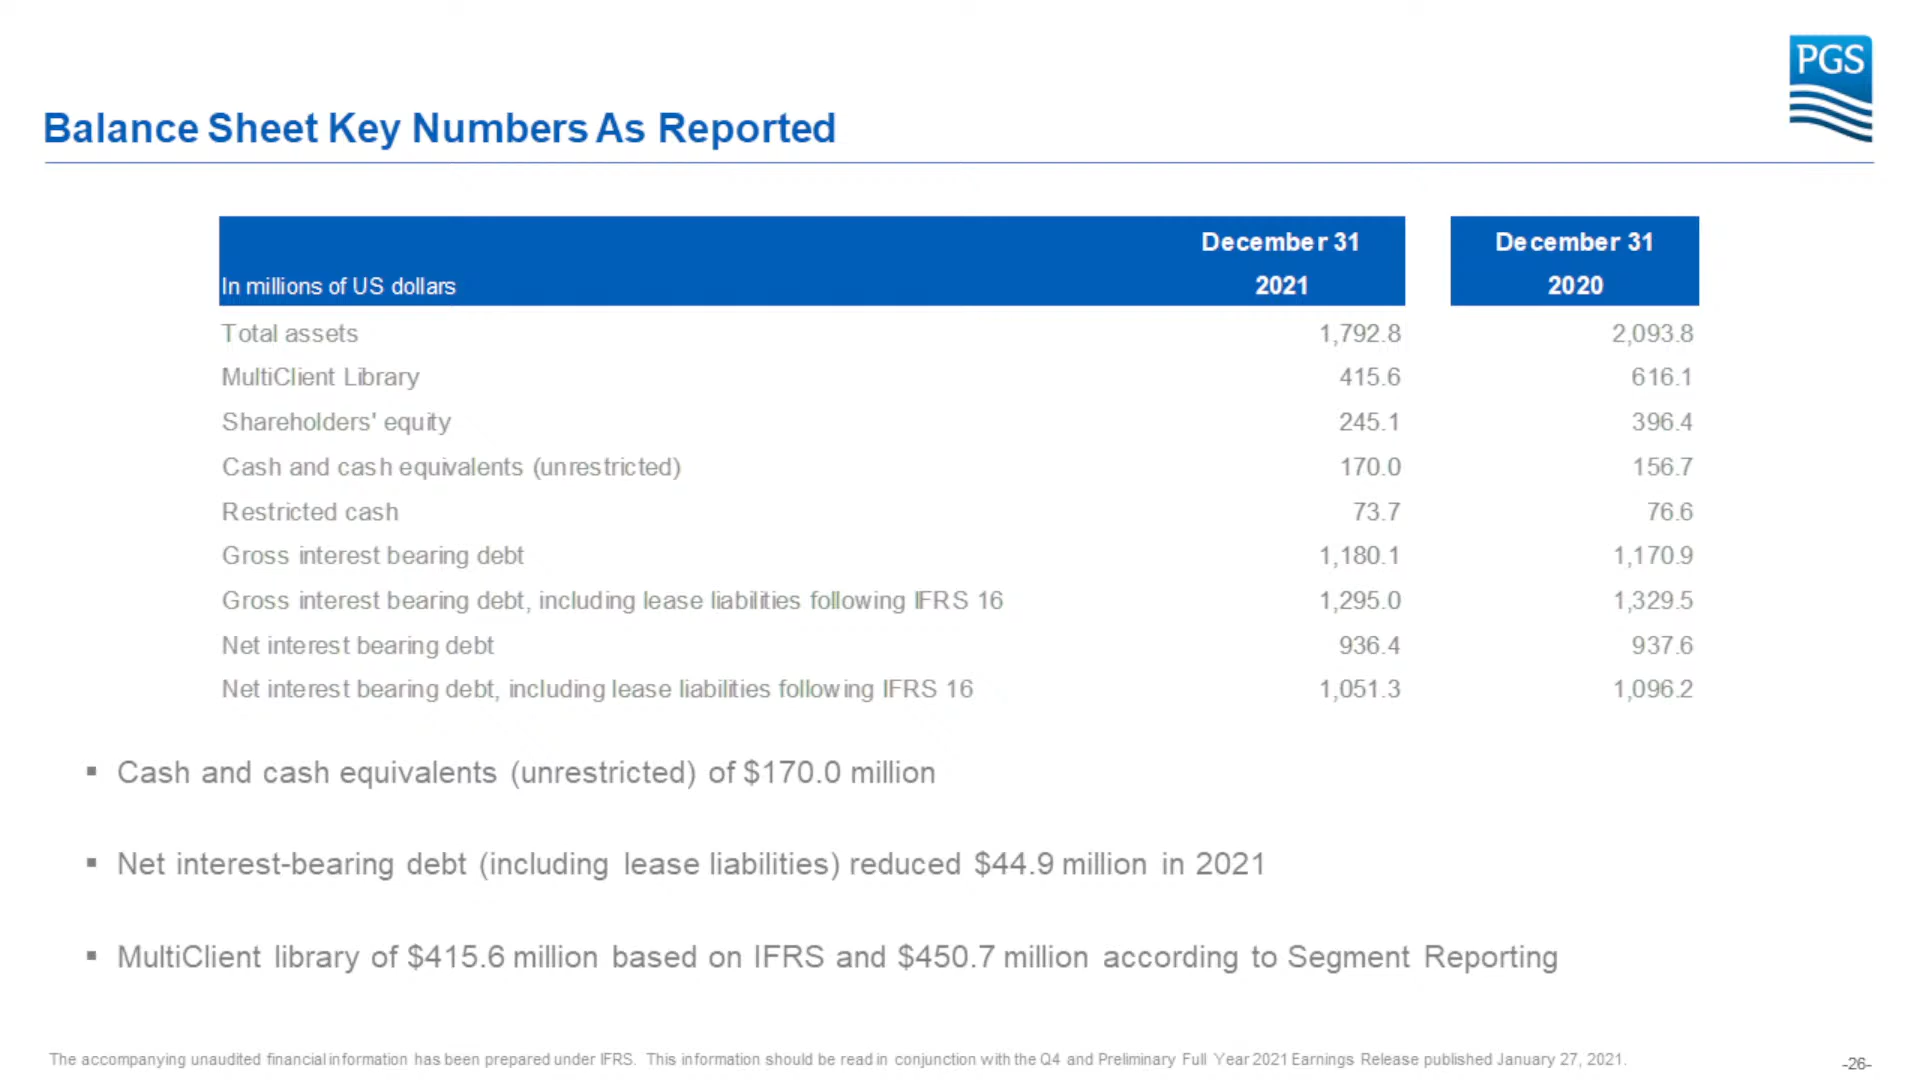 PGS
Balance Sheet Key Numbers As Reported
December 31 December 31
In millions of US dollars 2021 2020
Total assets 1,792.8 2,093.8
MultiClient Library 415.6 616.1
Shareholders' equity 245.1 396.4
Cash and cash equivalents (unrestricted) 170.0 156.7
Restricted cash 73.7 76.6
Gross interest bearing debt 1,180.1 1,170.9
Gross interest bearing debt, including lease liabilities following IFRS 16 1,295.0 1,329.5
Net interest bearing debt 936.4 937.6
Net interest bearing debt, including lease liabilities following IFRS 16 1,051.3 1,096.2
▪ Cash and cash equivalents (unrestricted) of $170.0 million
▪ Net interest-bearing debt (including lease liabilities) reduced $44.9 million in 2021
▪ MultiClient library of $415.6 million based on IFRS and $450.7 million according to Segment Reporting
The accompanying unaudited financial information has been prepared under IFRS. This information should be read in conjunction with the Q4 and Preliminary Full Year 2021 Earnings Release published January 27, 2021.
-26-